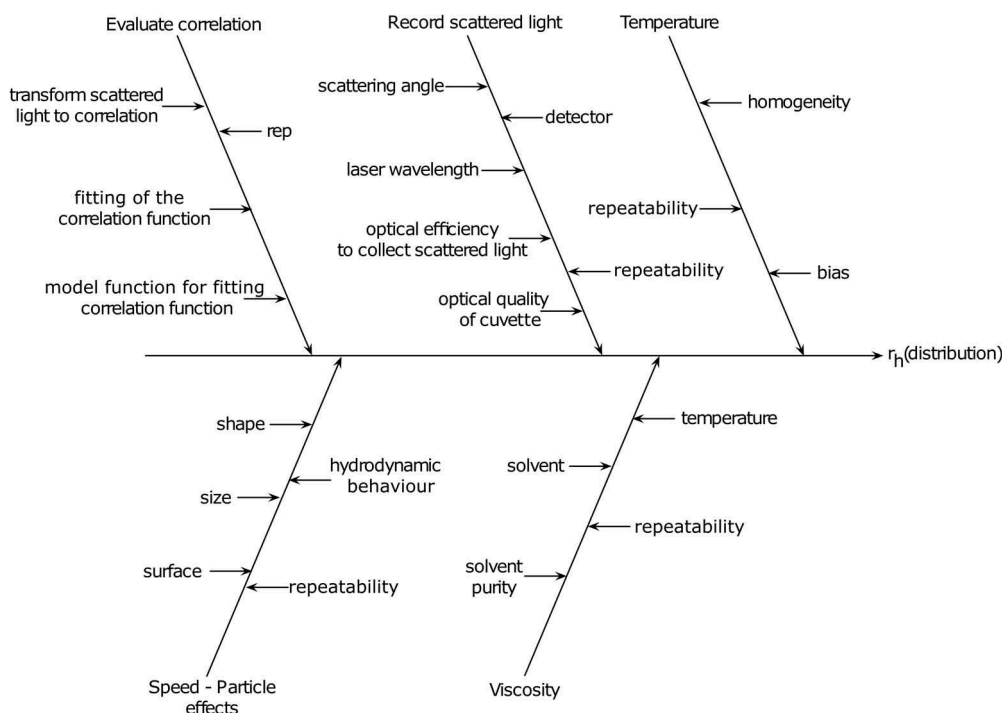 Evaluate correlation
Record scattered light
Temperature
transform scattered
light to correlation
rep
fitting of the
correlation function
model function for fitting
correlation function
scattering angle
detector
laser wavelength
optical efficiency
to collect scattered light
repeatability
optical quality
of cuvette
homogeneity
repeatability
bias
rh(distribution)
shape
hydrodynamic
behaviour
size
surface
repeatability
Speed - Particle
effects
temperature
solvent
repeatability
solvent
purity
Viscosity